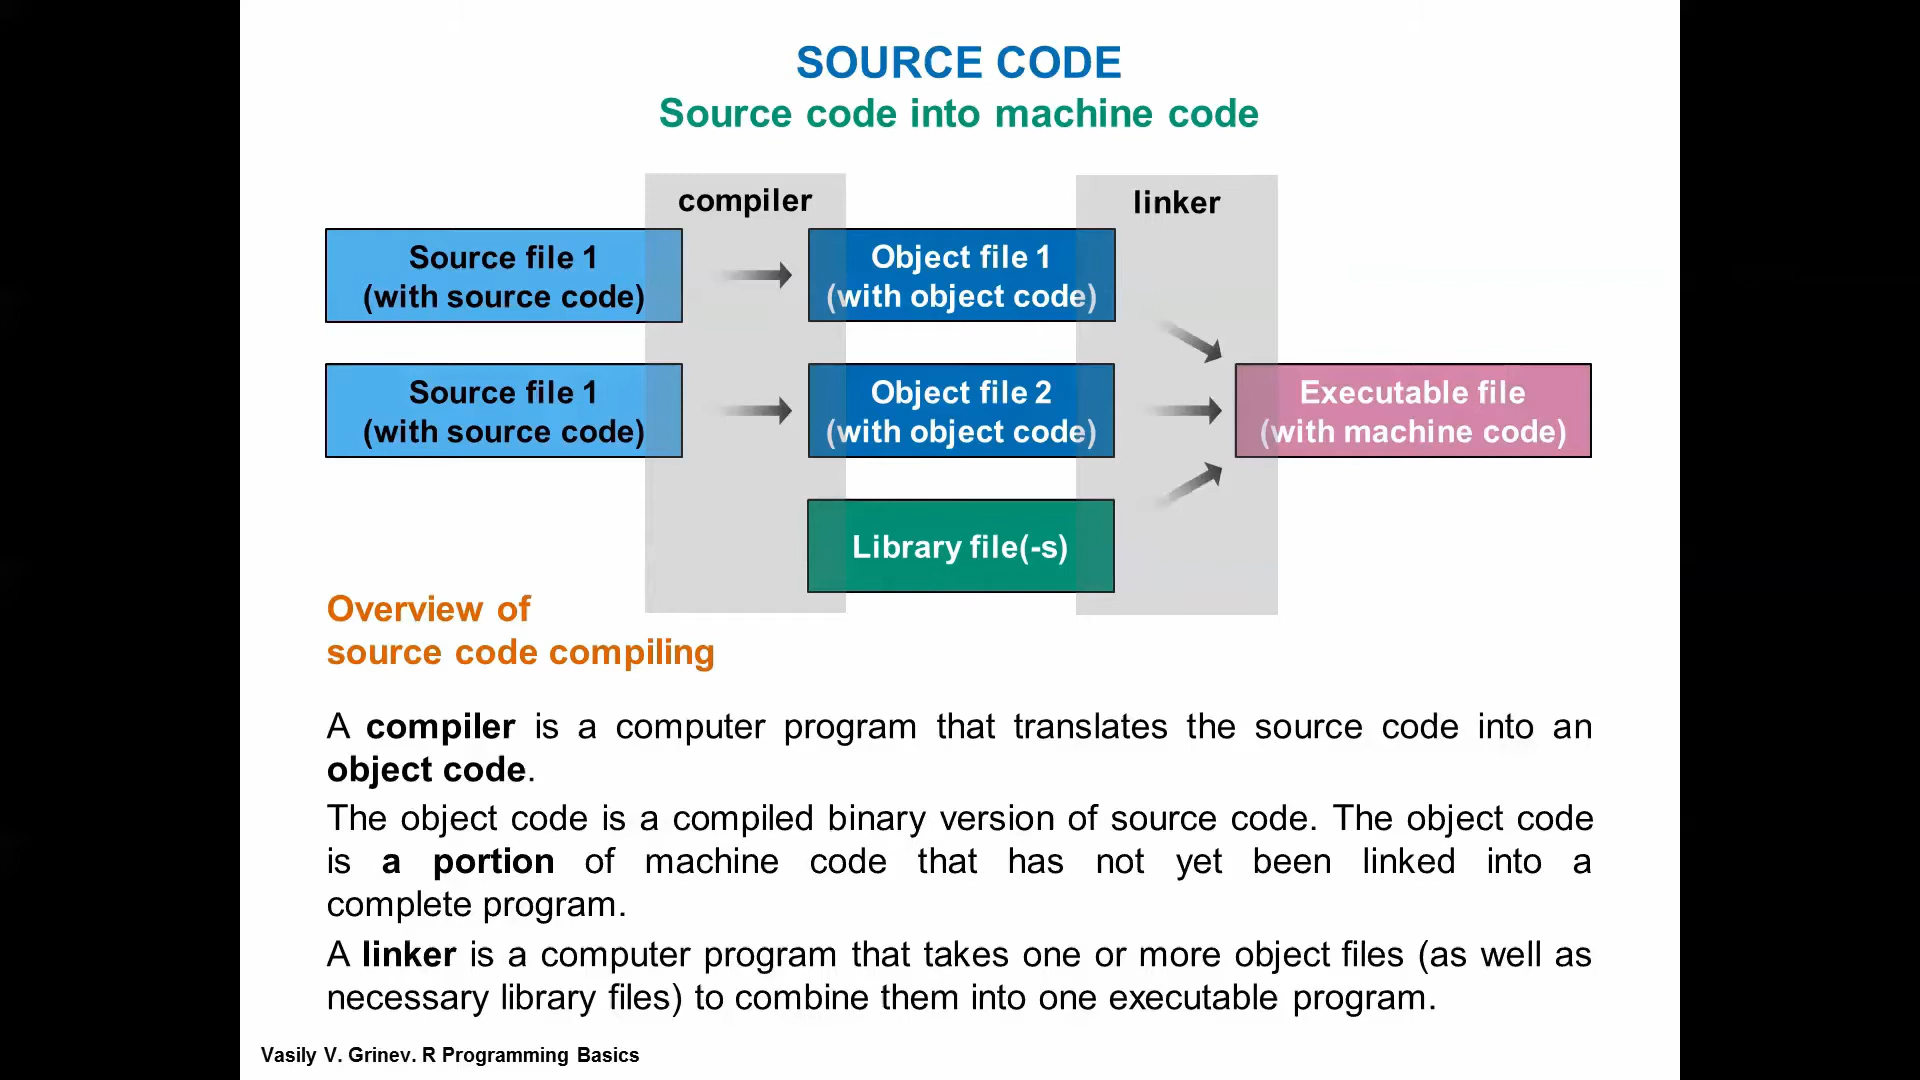 SOURCE CODE
Source code into machine code
compiler
linker
Source file 1
(with source code)
Object file 1
(with object code)
Source file 1
(with source code)
Object file 2
(with object code)
Executable file
(with machine code)
Library file(-s)
Overview of
source code compiling
A compiler is a computer program that translates the source code into an
object code.
The object code is a compiled binary version of source code. The object code
is a portion of machine code that has not yet been linked into a
complete program.
A linker is a computer program that takes one or more object files (as well as
necessary library files) to combine them into one executable program.
Vasily V. Grinev. R Programming Basics